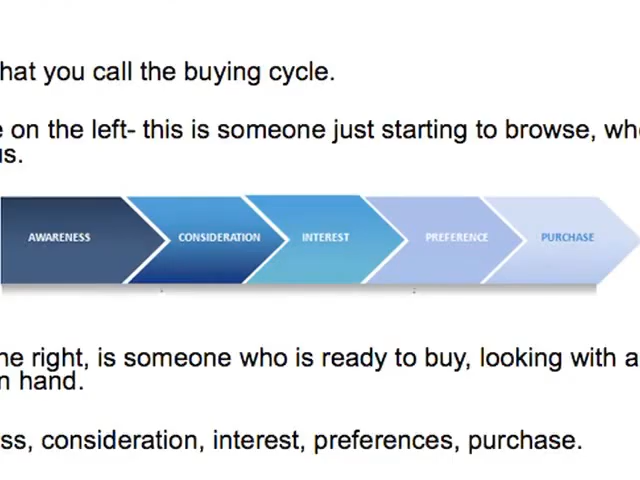 hat you call the buying cycle.
e on the left- this is someone just starting to browse, wh
us.
AWARENESS CONSIDERATION INTEREST PREFERENCE PURCHASE
he right, is someone who is ready to buy, looking with a
n hand.
ss, consideration, interest, preferences, purchase.